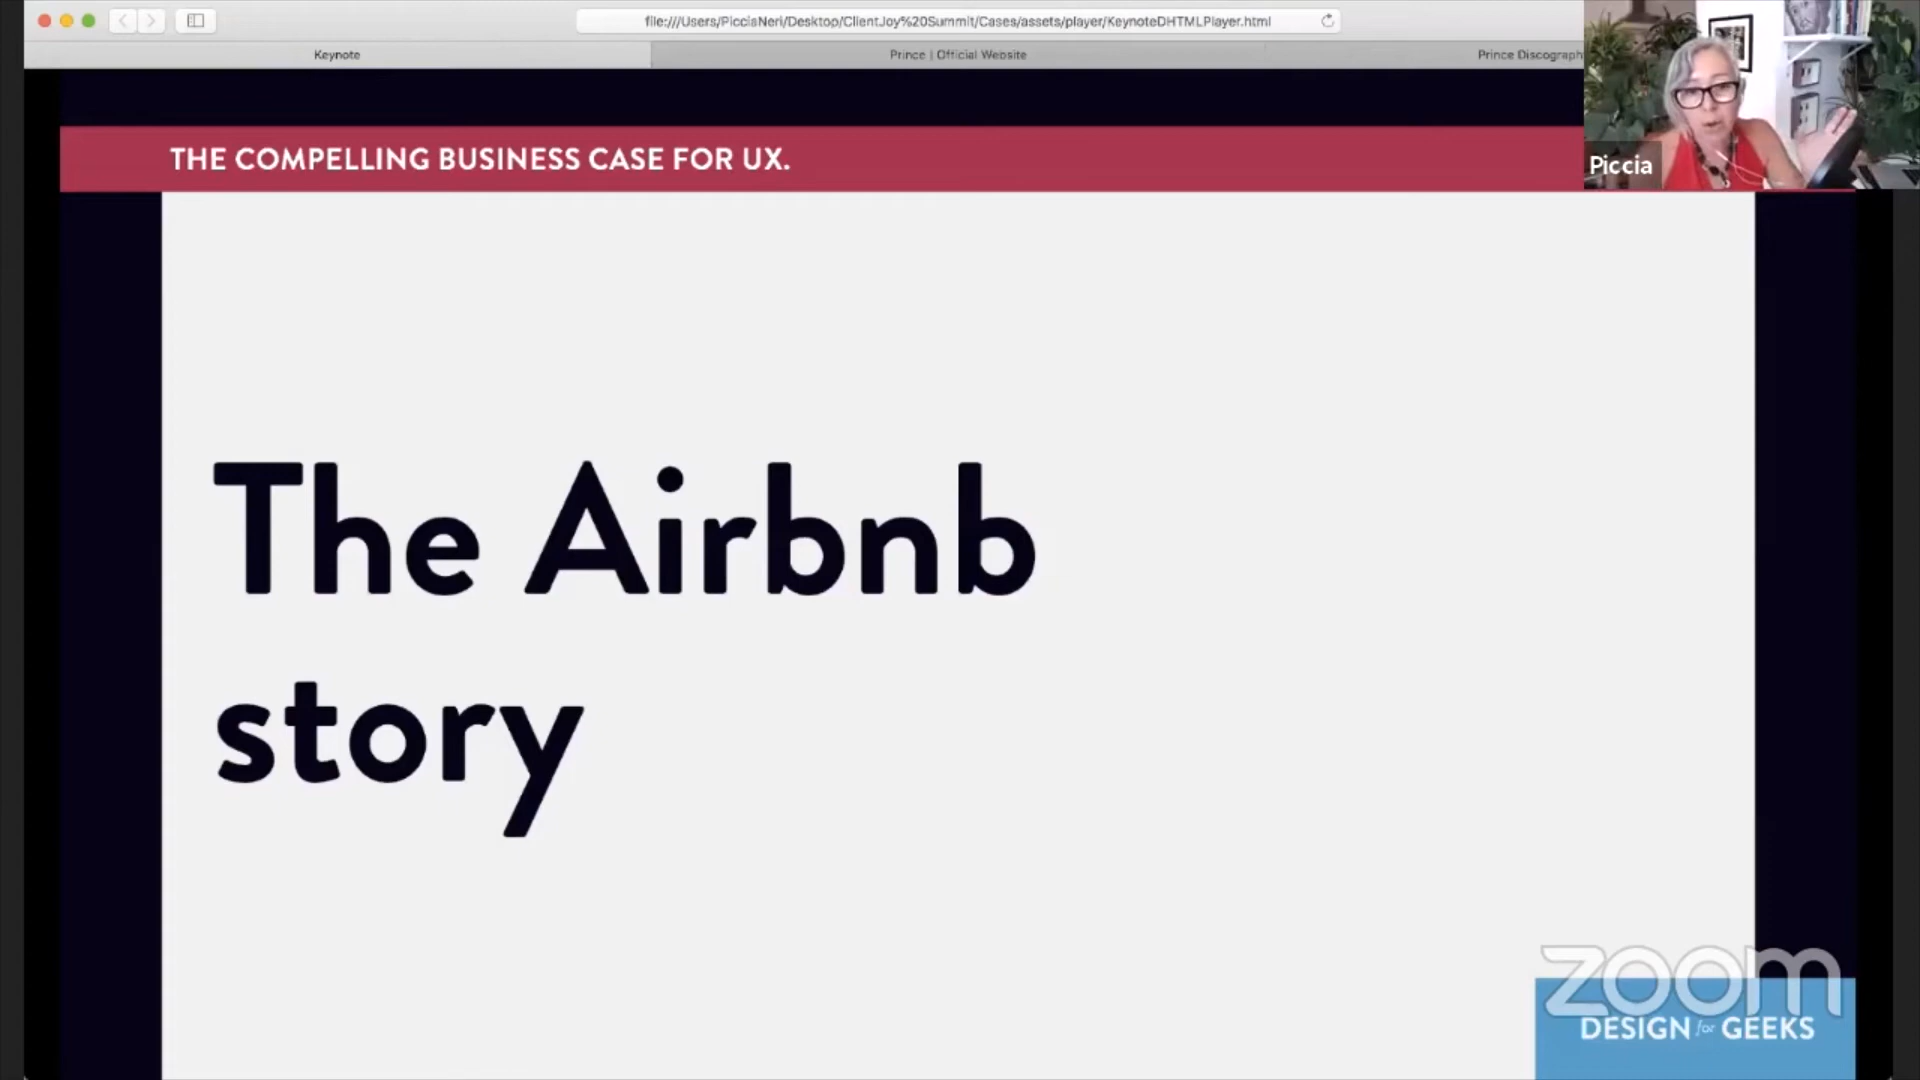 file:///Users/PicciaNeri/Desktop/ClientJoy%20Summit/Cases/assets/player/KeynoteDHTMLPlayer.html
Keynote
Prince | Official Website
Prince Discograph
Piccia
THE COMPELLING BUSINESS CASE FOR UX.
The Airbnb
story
zoom
DESIGN for GEEKS